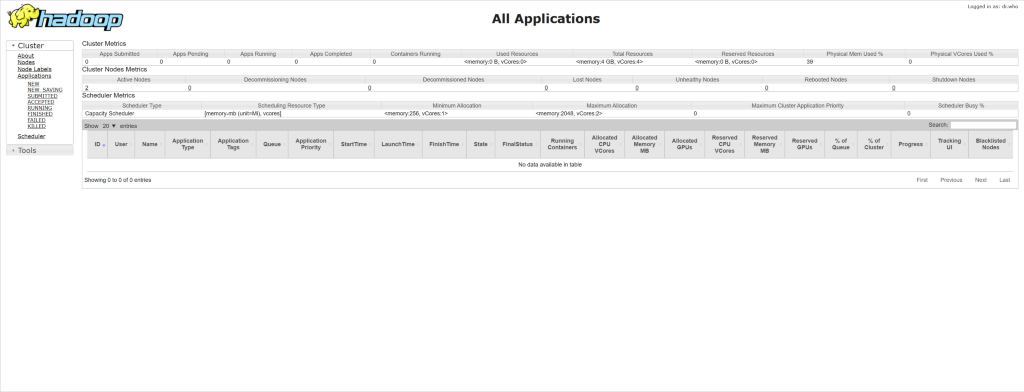 Logged in as: dr.who
hadoop
All Applications
Cluster
About
Nodes
Node Labels
Applications
NEW
NEW_SAVING
SUBMITTED
ACCEPTED
RUNNING
FINISHED
FAILED
KILLED
Scheduler
Tools
Cluster Metrics
Apps Submitted Apps Pending Apps Running Apps Completed Containers Running Used Resources Total Resources Reserved Resources Physical Mem Used % Physical VCores Used %
0 0 0 0 0 <memory:0 B, vCores:0> <memory:4 GB, vCores:4> <memory:0 B, vCores:0> 39 0
Cluster Nodes Metrics
Active Nodes Decommissioning Nodes Decommissioned Nodes Lost Nodes Unhealthy Nodes Rebooted Nodes Shutdown Nodes
2 0 0 0 0 0 0
Scheduler Metrics
Scheduler Type Scheduling Resource Type Minimum Allocation Maximum Allocation Maximum Cluster Application Priority Scheduler Busy %
Capacity Scheduler [memory-mb (unit=Mi), vcores] <memory:256, vCores:1> <memory:2048, vCores:2> 0 0
Show 20 entries Search:
ID User Name Application Type Application Tags Queue Application Priority StartTime LaunchTime FinishTime State FinalStatus Running Containers Allocated CPU VCores Allocated Memory MB Allocated GPUs Reserved CPU VCores Reserved Memory MB Reserved GPUs % of Queue % of Cluster Progress Tracking UI Blacklisted Nodes
No data available in table
Showing 0 to 0 of 0 entries First Previous Next Last